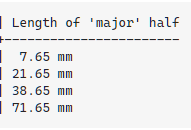 | Length of 'major' half
+-----------------------
| 7.65 mm
| 21.65 mm
| 38.65 mm
| 71.65 mm